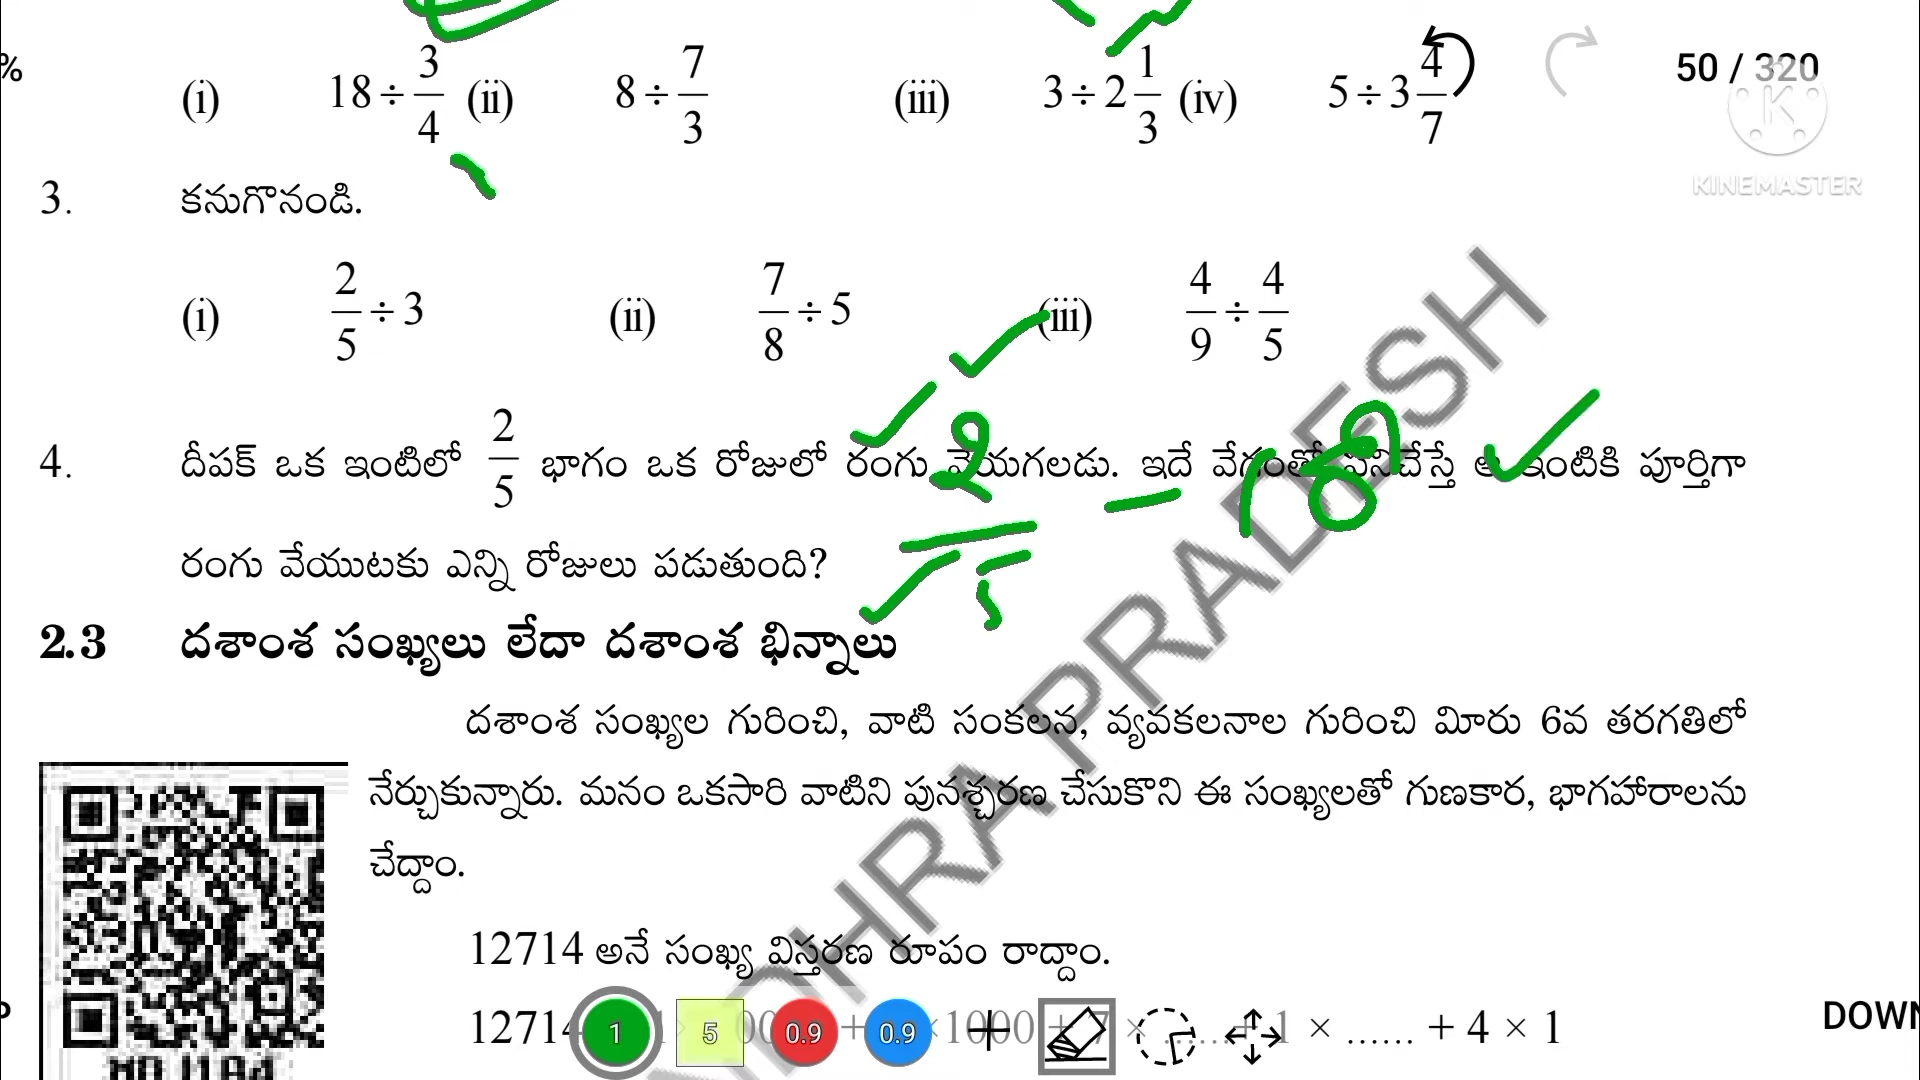 %
(i) 18 ÷ 3/4 (ii) 8 ÷ 7/3 (iii) 3 ÷ 2 1/3 (iv) 5 ÷ 3 4/7
50 / 320
K
KINEMASTER
3. కనుగొనండి.
(i) 2/5 ÷ 3 (ii) 7/8 ÷ 5 (iii) 4/9 ÷ 4/5
4. దీపక్ ఒక ఇంటిలో 2/5 భాగం ఒక రోజులో రంగు వేయగలడు. ఇదే వేగంతో పనిచేస్తే ఆ ఇంటికి పూర్తిగా
రంగు వేయుటకు ఎన్ని రోజులు పడుతుంది?
2.3 దశాంశ సంఖ్యలు లేదా దశాంశ భిన్నాలు
దశాంశ సంఖ్యల గురించి, వాటి సంకలన, వ్యవకలనాల గురించి మీరు 6వ తరగతిలో
నేర్చుకున్నారు. మనం ఒకసారి వాటిని పునశ్చరణ చేసుకొని ఈ సంఖ్యలతో గుణకార, భాగహారాలను
చేద్దాం.
12714 అనే సంఖ్య విస్తరణ రూపం రాద్దాం.
12714 ×1000 + 7 × ...... + 1 × ...... + 4 × 1
1 5 0.9 0.9
DOWN
ANDHRA PRADESH